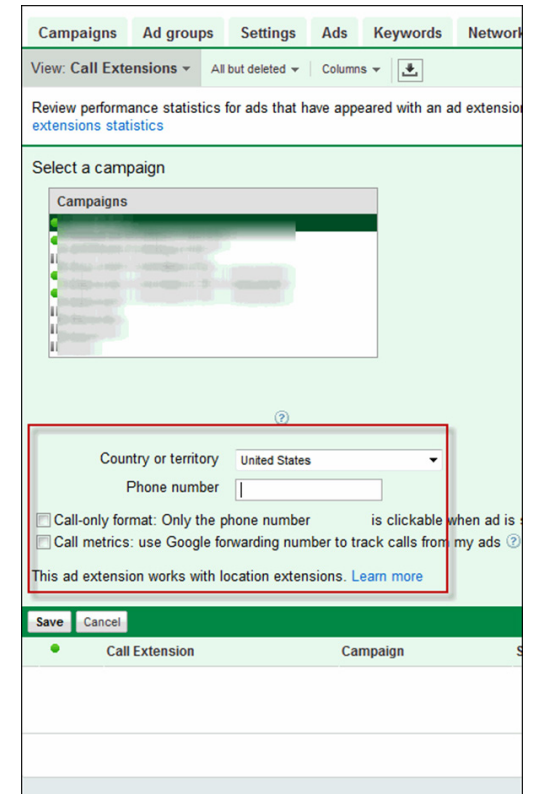 Campaigns Ad groups Settings Ads Keywords Network
View: Call Extensions All but deleted Columns
Review performance statistics for ads that have appeared with an ad extension
extensions statistics
Select a campaign
Campaigns
?
Country or territory United States
Phone number
Call-only format: Only the phone number is clickable when ad is s
Call metrics: use Google forwarding number to track calls from my ads ?
This ad extension works with location extensions. Learn more
Save Cancel
Call Extension Campaign S